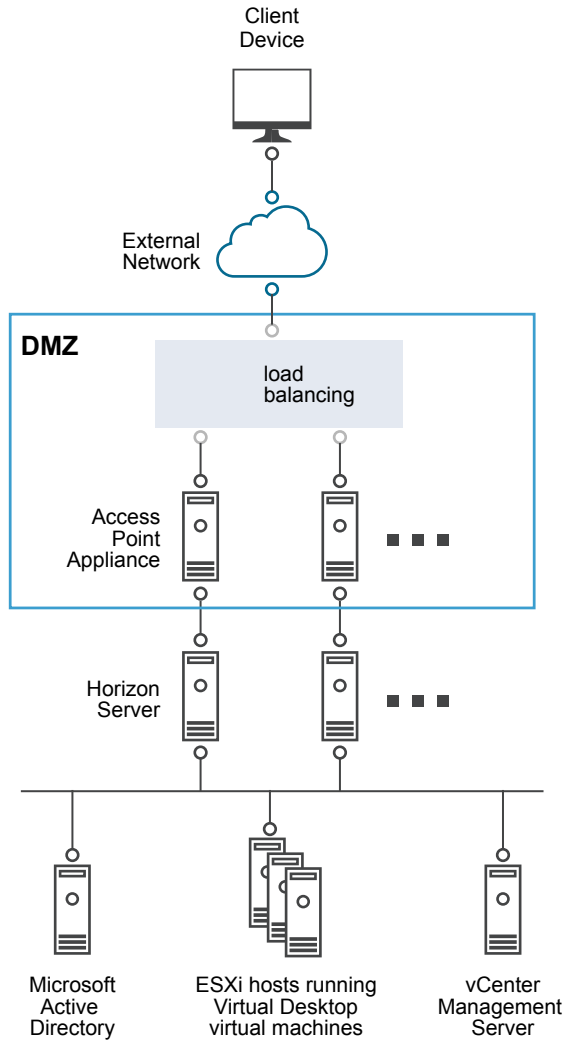 Client
Device
External
Network
DMZ
load
balancing
Access
Point
Appliance
Horizon
Server
Microsoft
Active
Directory
ESXi hosts running
Virtual Desktop
virtual machines
vCenter
Management
Server